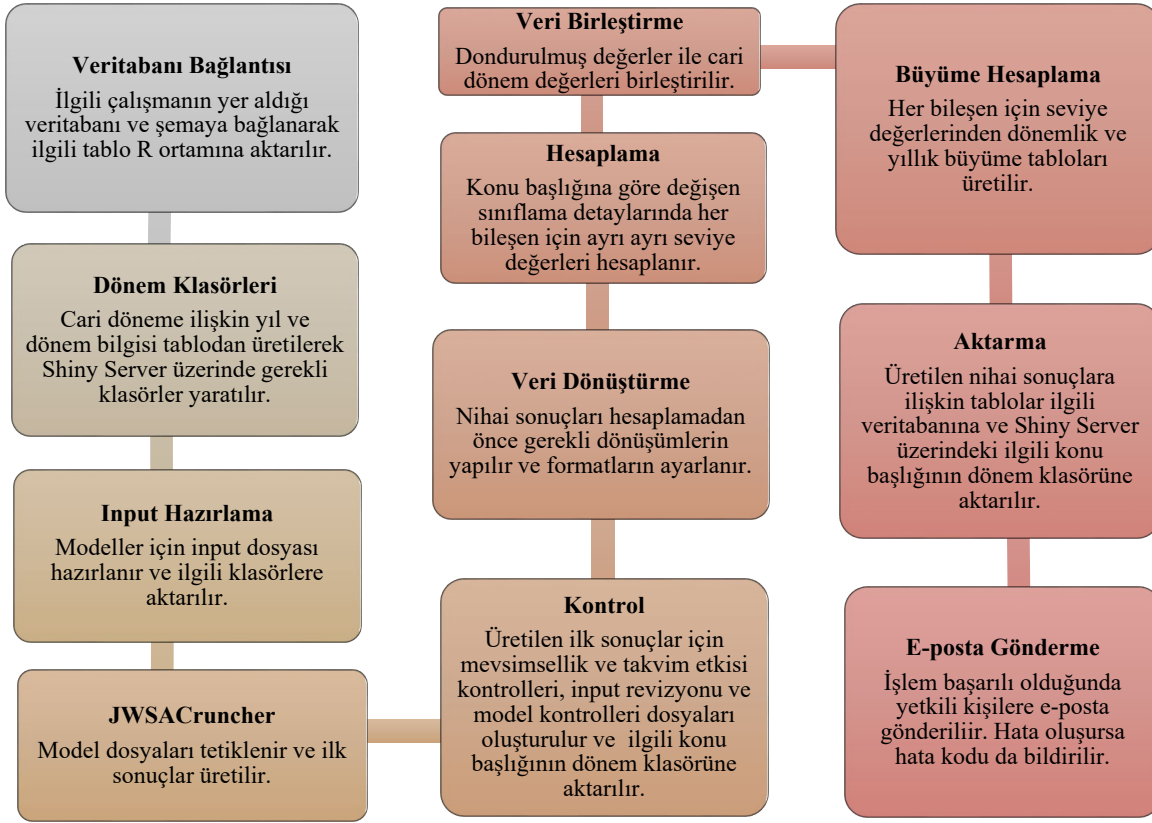 Veritabanı Bağlantısı
İlgili çalışmanın yer aldığı
veritabanı ve şemaya bağlanarak
ilgili tablo R ortamına aktarılır.
Dönem Klasörleri
Cari döneme ilişkin yıl ve
dönem bilgisi tablodan üretilerek
Shiny Server üzerinde gerekli
klasörler yaratılır.
Input Hazırlama
Modeller için input dosyası
hazırlanır ve ilgili klasörlere
aktarılır.
JWSACruncher
Model dosyaları tetiklenir ve ilk
sonuçlar üretilir.
Kontrol
Üretilen ilk sonuçlar için
mevsimsellik ve takvim etkisi
kontrolleri, input revizyonu ve
model kontrolleri dosyaları
oluşturulur ve ilgili konu
başlığının dönem klasörüne
aktarılır.
Veri Dönüştürme
Nihai sonuçları hesaplamadan
önce gerekli dönüşümlerin
yapılır ve formatların ayarlanır.
Hesaplama
Konu başlığına göre değişen
sınıflama detaylarında her
bileşen için ayrı ayrı seviye
değerleri hesaplanır.
Veri Birleştirme
Dondurulmuş değerler ile cari
dönem değerleri birleştirilir.
Büyüme Hesaplama
Her bileşen için seviye
değerlerinden dönemlik ve
yıllık büyüme tabloları
üretilir.
Aktarma
Üretilen nihai sonuçlara
ilişkin tablolar ilgili
veritabanına ve Shiny Server
üzerindeki ilgili konu
başlığının dönem klasörüne
aktarılır.
E-posta Gönderme
İşlem başarılı olduğunda
yetkili kişilere e-posta
gönderiliir. Hata oluşursa
hata kodu da bildirilir.